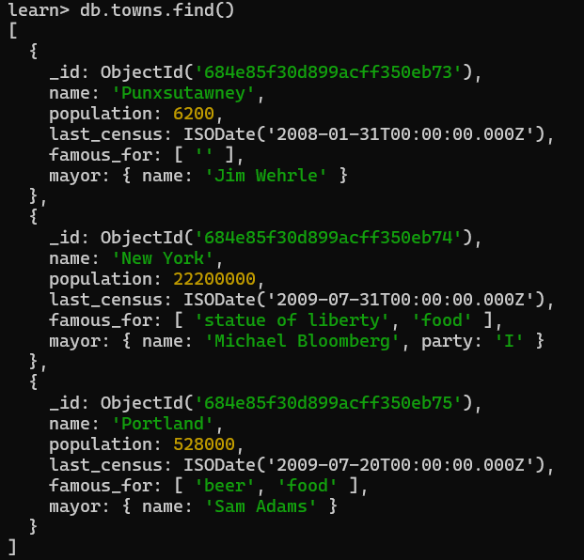 learn> db.towns.find()
[
  {
    _id: ObjectId('684e85f30d899acff350eb73'),
    name: 'Punxsutawney',
    population: 6200,
    last_census: ISODate('2008-01-31T00:00:00.000Z'),
    famous_for: [ '' ],
    mayor: { name: 'Jim Wehrle' }
  },
  {
    _id: ObjectId('684e85f30d899acff350eb74'),
    name: 'New York',
    population: 22200000,
    last_census: ISODate('2009-07-31T00:00:00.000Z'),
    famous_for: [ 'statue of liberty', 'food' ],
    mayor: { name: 'Michael Bloomberg', party: 'I' }
  },
  {
    _id: ObjectId('684e85f30d899acff350eb75'),
    name: 'Portland',
    population: 528000,
    last_census: ISODate('2009-07-20T00:00:00.000Z'),
    famous_for: [ 'beer', 'food' ],
    mayor: { name: 'Sam Adams' }
  }
]